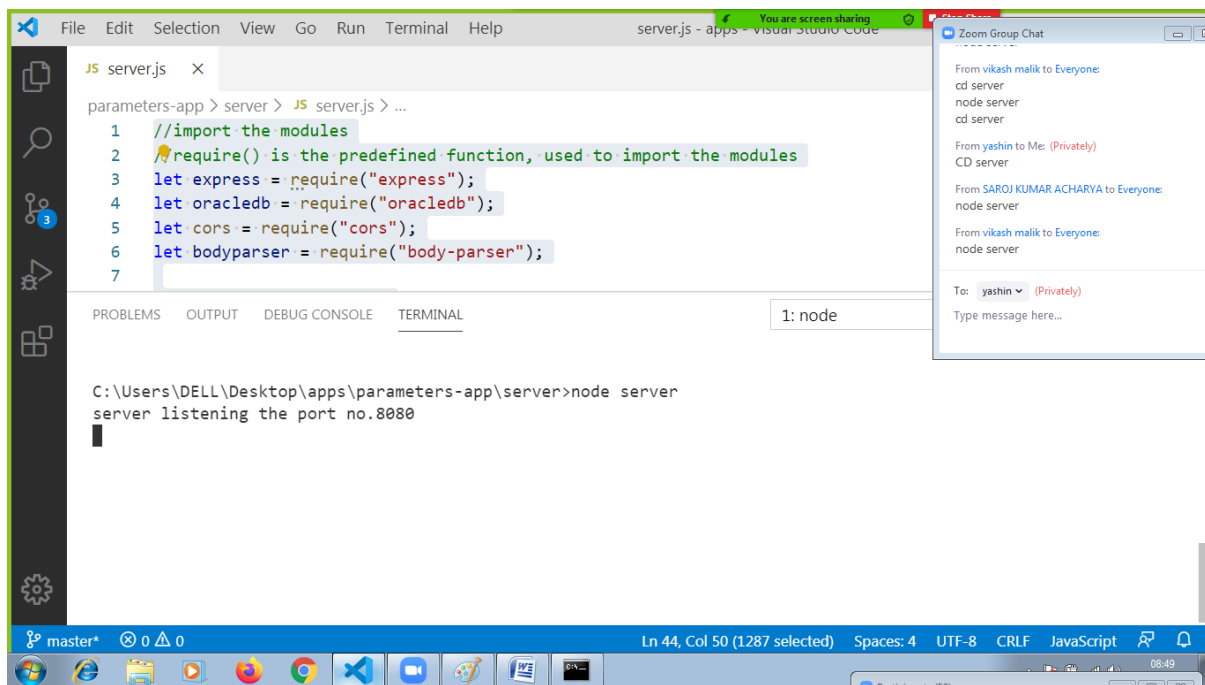 You are screen sharing
File Edit Selection View Go Run Terminal Help
server.js - apps - Visual Studio Code
JS server.js
parameters-app > server > JS server.js > ...
1 //import the modules
2 //require() is the predefined function, used to import the modules
3 let express = require("express");
4 let oracledb = require("oracledb");
5 let cors = require("cors");
6 let bodyparser = require("body-parser");
7
PROBLEMS OUTPUT DEBUG CONSOLE TERMINAL
1: node
C:\Users\DELL\Desktop\apps\parameters-app\server>node server
server listening the port no.8080
Zoom Group Chat
From vikash malik to Everyone:
cd server
node server
cd server
From yashin to Me: (Privately)
CD server
From SAROJ KUMAR ACHARYA to Everyone:
node server
From vikash malik to Everyone:
node server
To: yashin (Privately)
Type message here...
3
master* 0 0
Ln 44, Col 50 (1287 selected) Spaces: 4 UTF-8 CRLF JavaScript
08:49